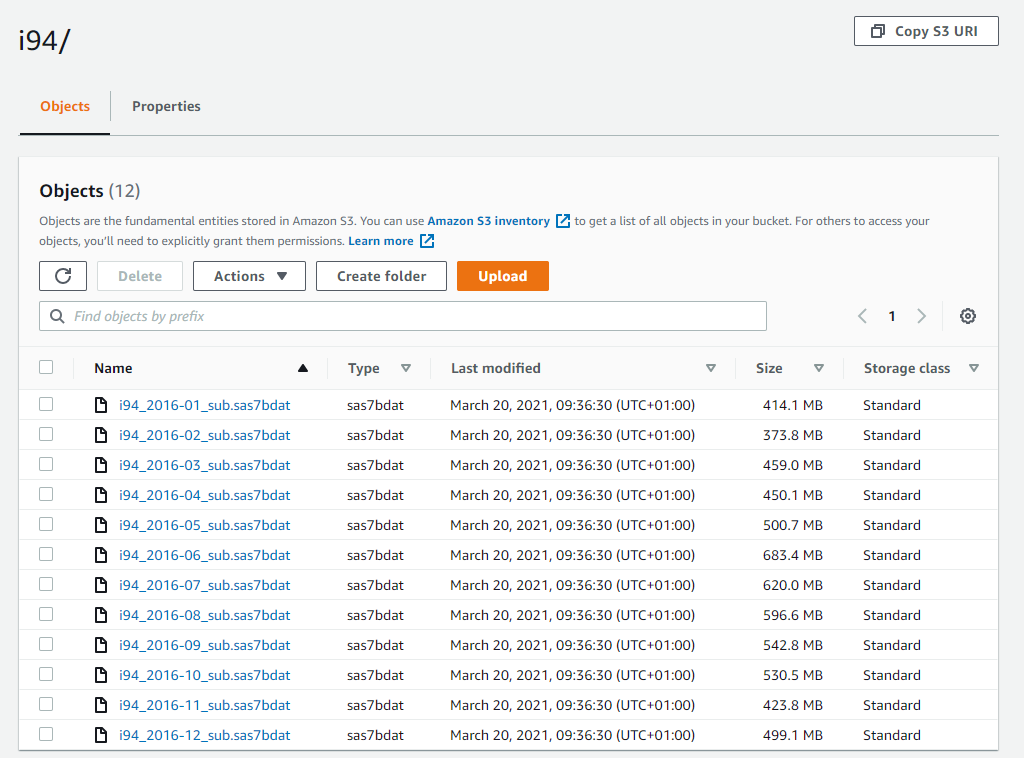 i94/
Copy S3 URI
Objects
Properties
Objects (12)
Objects are the fundamental entities stored in Amazon S3. You can use Amazon S3 inventory to get a list of all objects in your bucket. For others to access your
objects, you'll need to explicitly grant them permissions. Learn more
Delete Actions Create folder Upload
Find objects by prefix 1
Name Type Last modified Size Storage class
i94_2016-01_sub.sas7bdat sas7bdat March 20, 2021, 09:36:30 (UTC+01:00) 414.1 MB Standard
i94_2016-02_sub.sas7bdat sas7bdat March 20, 2021, 09:36:30 (UTC+01:00) 373.8 MB Standard
i94_2016-03_sub.sas7bdat sas7bdat March 20, 2021, 09:36:30 (UTC+01:00) 459.0 MB Standard
i94_2016-04_sub.sas7bdat sas7bdat March 20, 2021, 09:36:30 (UTC+01:00) 450.1 MB Standard
i94_2016-05_sub.sas7bdat sas7bdat March 20, 2021, 09:36:30 (UTC+01:00) 500.7 MB Standard
i94_2016-06_sub.sas7bdat sas7bdat March 20, 2021, 09:36:30 (UTC+01:00) 683.4 MB Standard
i94_2016-07_sub.sas7bdat sas7bdat March 20, 2021, 09:36:30 (UTC+01:00) 620.0 MB Standard
i94_2016-08_sub.sas7bdat sas7bdat March 20, 2021, 09:36:30 (UTC+01:00) 596.6 MB Standard
i94_2016-09_sub.sas7bdat sas7bdat March 20, 2021, 09:36:30 (UTC+01:00) 542.8 MB Standard
i94_2016-10_sub.sas7bdat sas7bdat March 20, 2021, 09:36:30 (UTC+01:00) 530.5 MB Standard
i94_2016-11_sub.sas7bdat sas7bdat March 20, 2021, 09:36:30 (UTC+01:00) 423.8 MB Standard
i94_2016-12_sub.sas7bdat sas7bdat March 20, 2021, 09:36:30 (UTC+01:00) 499.1 MB Standard